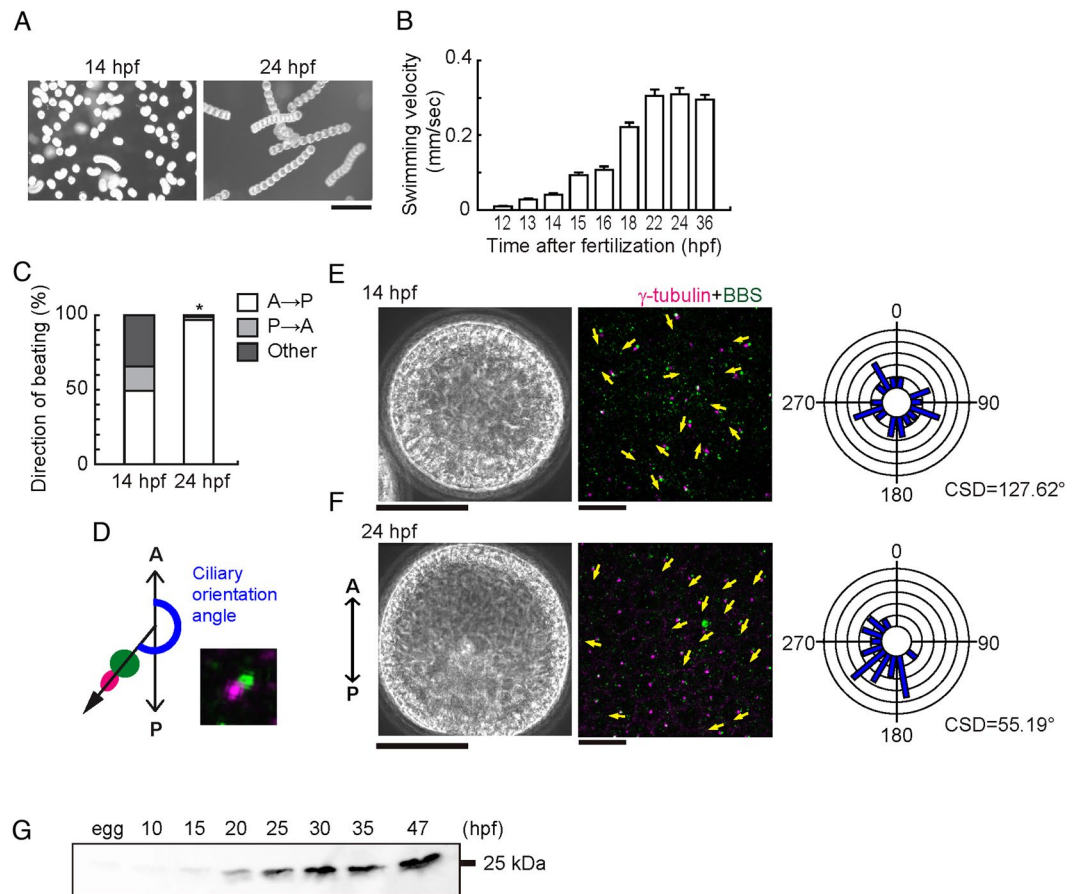 A
14 hpf 24 hpf
B
Swimming velocity
(mm/sec)
0.4
0.2
0
12 13 14 15 16 18 22 24 36
Time after fertilization (hpf)
C
Direction of beating (%)
100
50
0
*
14 hpf 24 hpf
A→P
P→A
Other
D
A
Ciliary
orientation
angle
P
E
14 hpf
γ-tubulin+BBS
0
270 90
180
CSD=127.62°
F
24 hpf
A
P
0
270 90
180
CSD=55.19°
G
egg 10 15 20 25 30 35 47 (hpf)
25 kDa